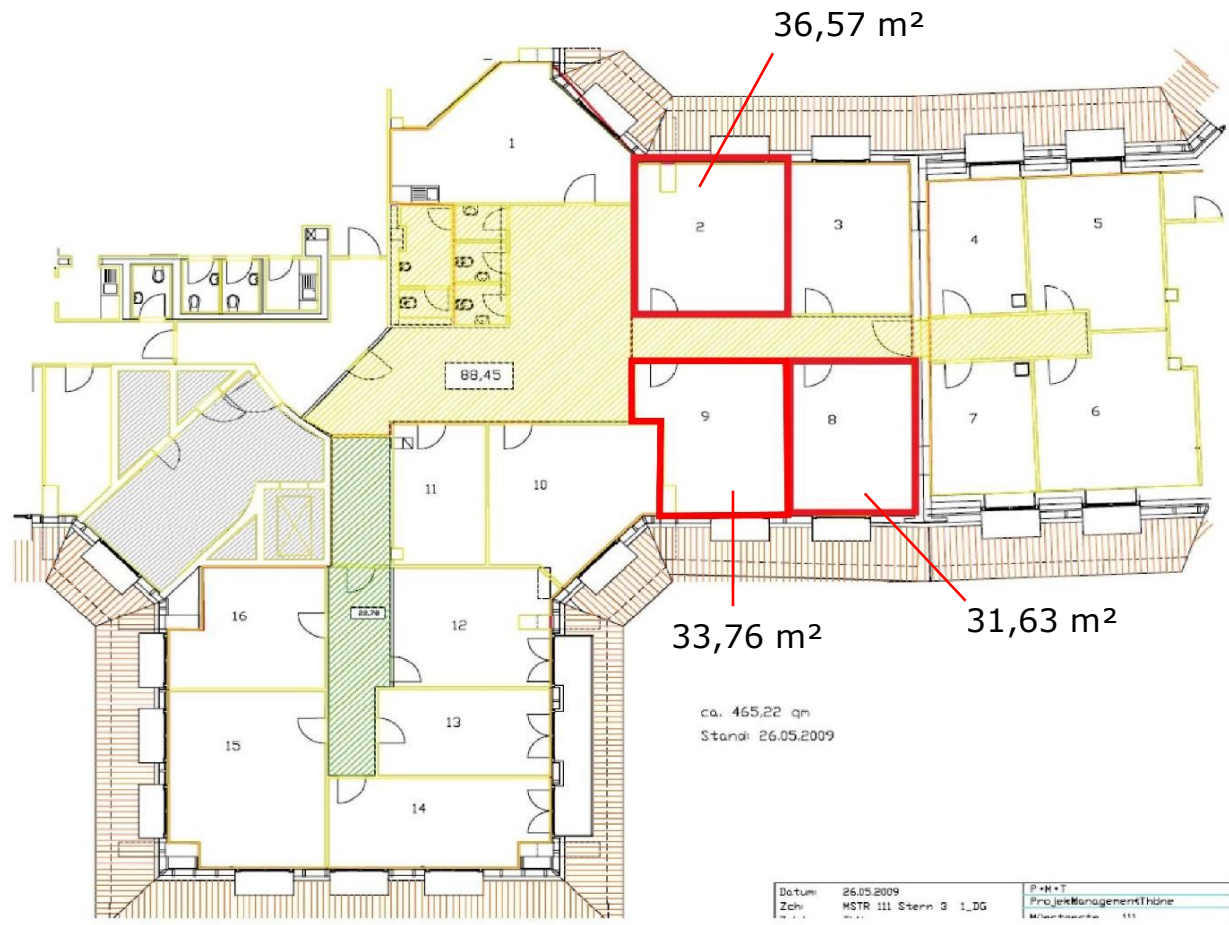 36,57 m²
1
2
3
4
5
88,45
9
8
7
6
11
10
16
22.78
12
33,76 m²
31,63 m²
ca. 465,22 qm
Stand: 26.05.2009
15
13
14
Datum: 26.05.2009
P+M+T
Zch: MSTR 111 Stern 3 1_DG
ProjektManagementThöne
111